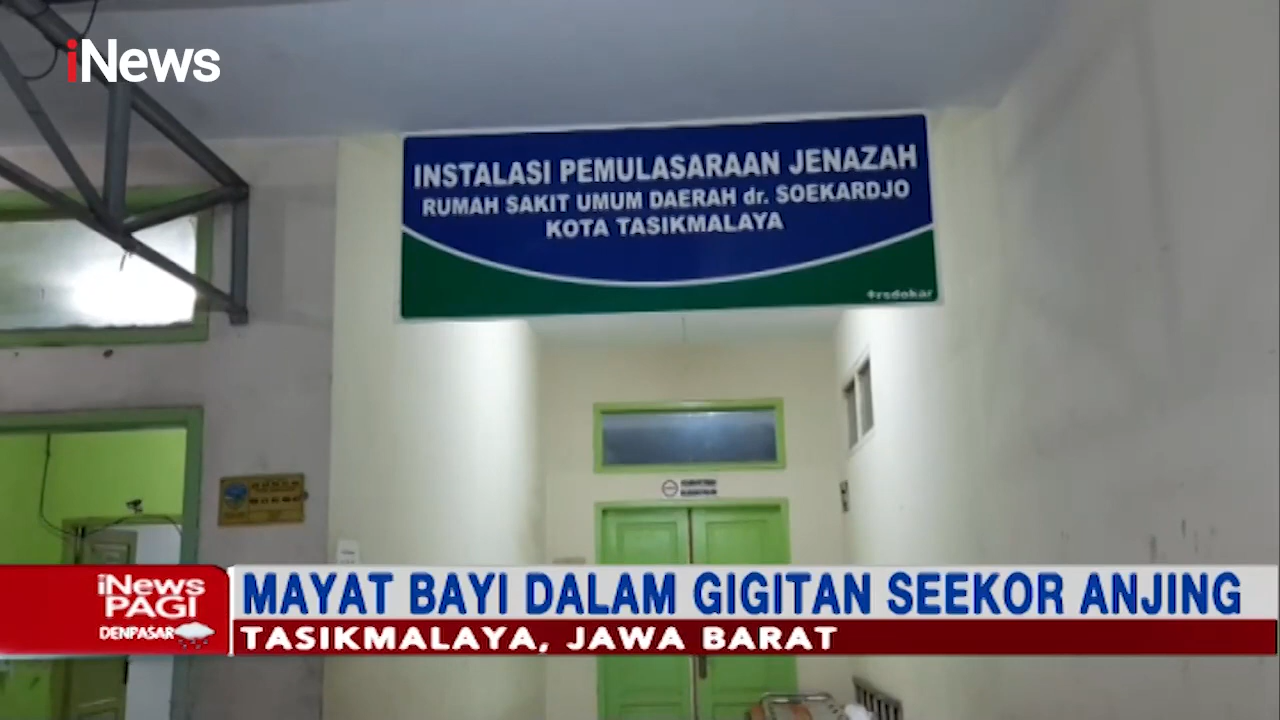 iNews
INSTALASI PEMULASARAAN JENAZAH
RUMAH SAKIT UMUM DAERAH dr. SOEKARDJO
KOTA TASIKMALAYA
rsdokar
iNews
PAGI
DENPASAR
MAYAT BAYI DALAM GIGITAN SEEKOR ANJING
TASIKMALAYA, JAWA BARAT